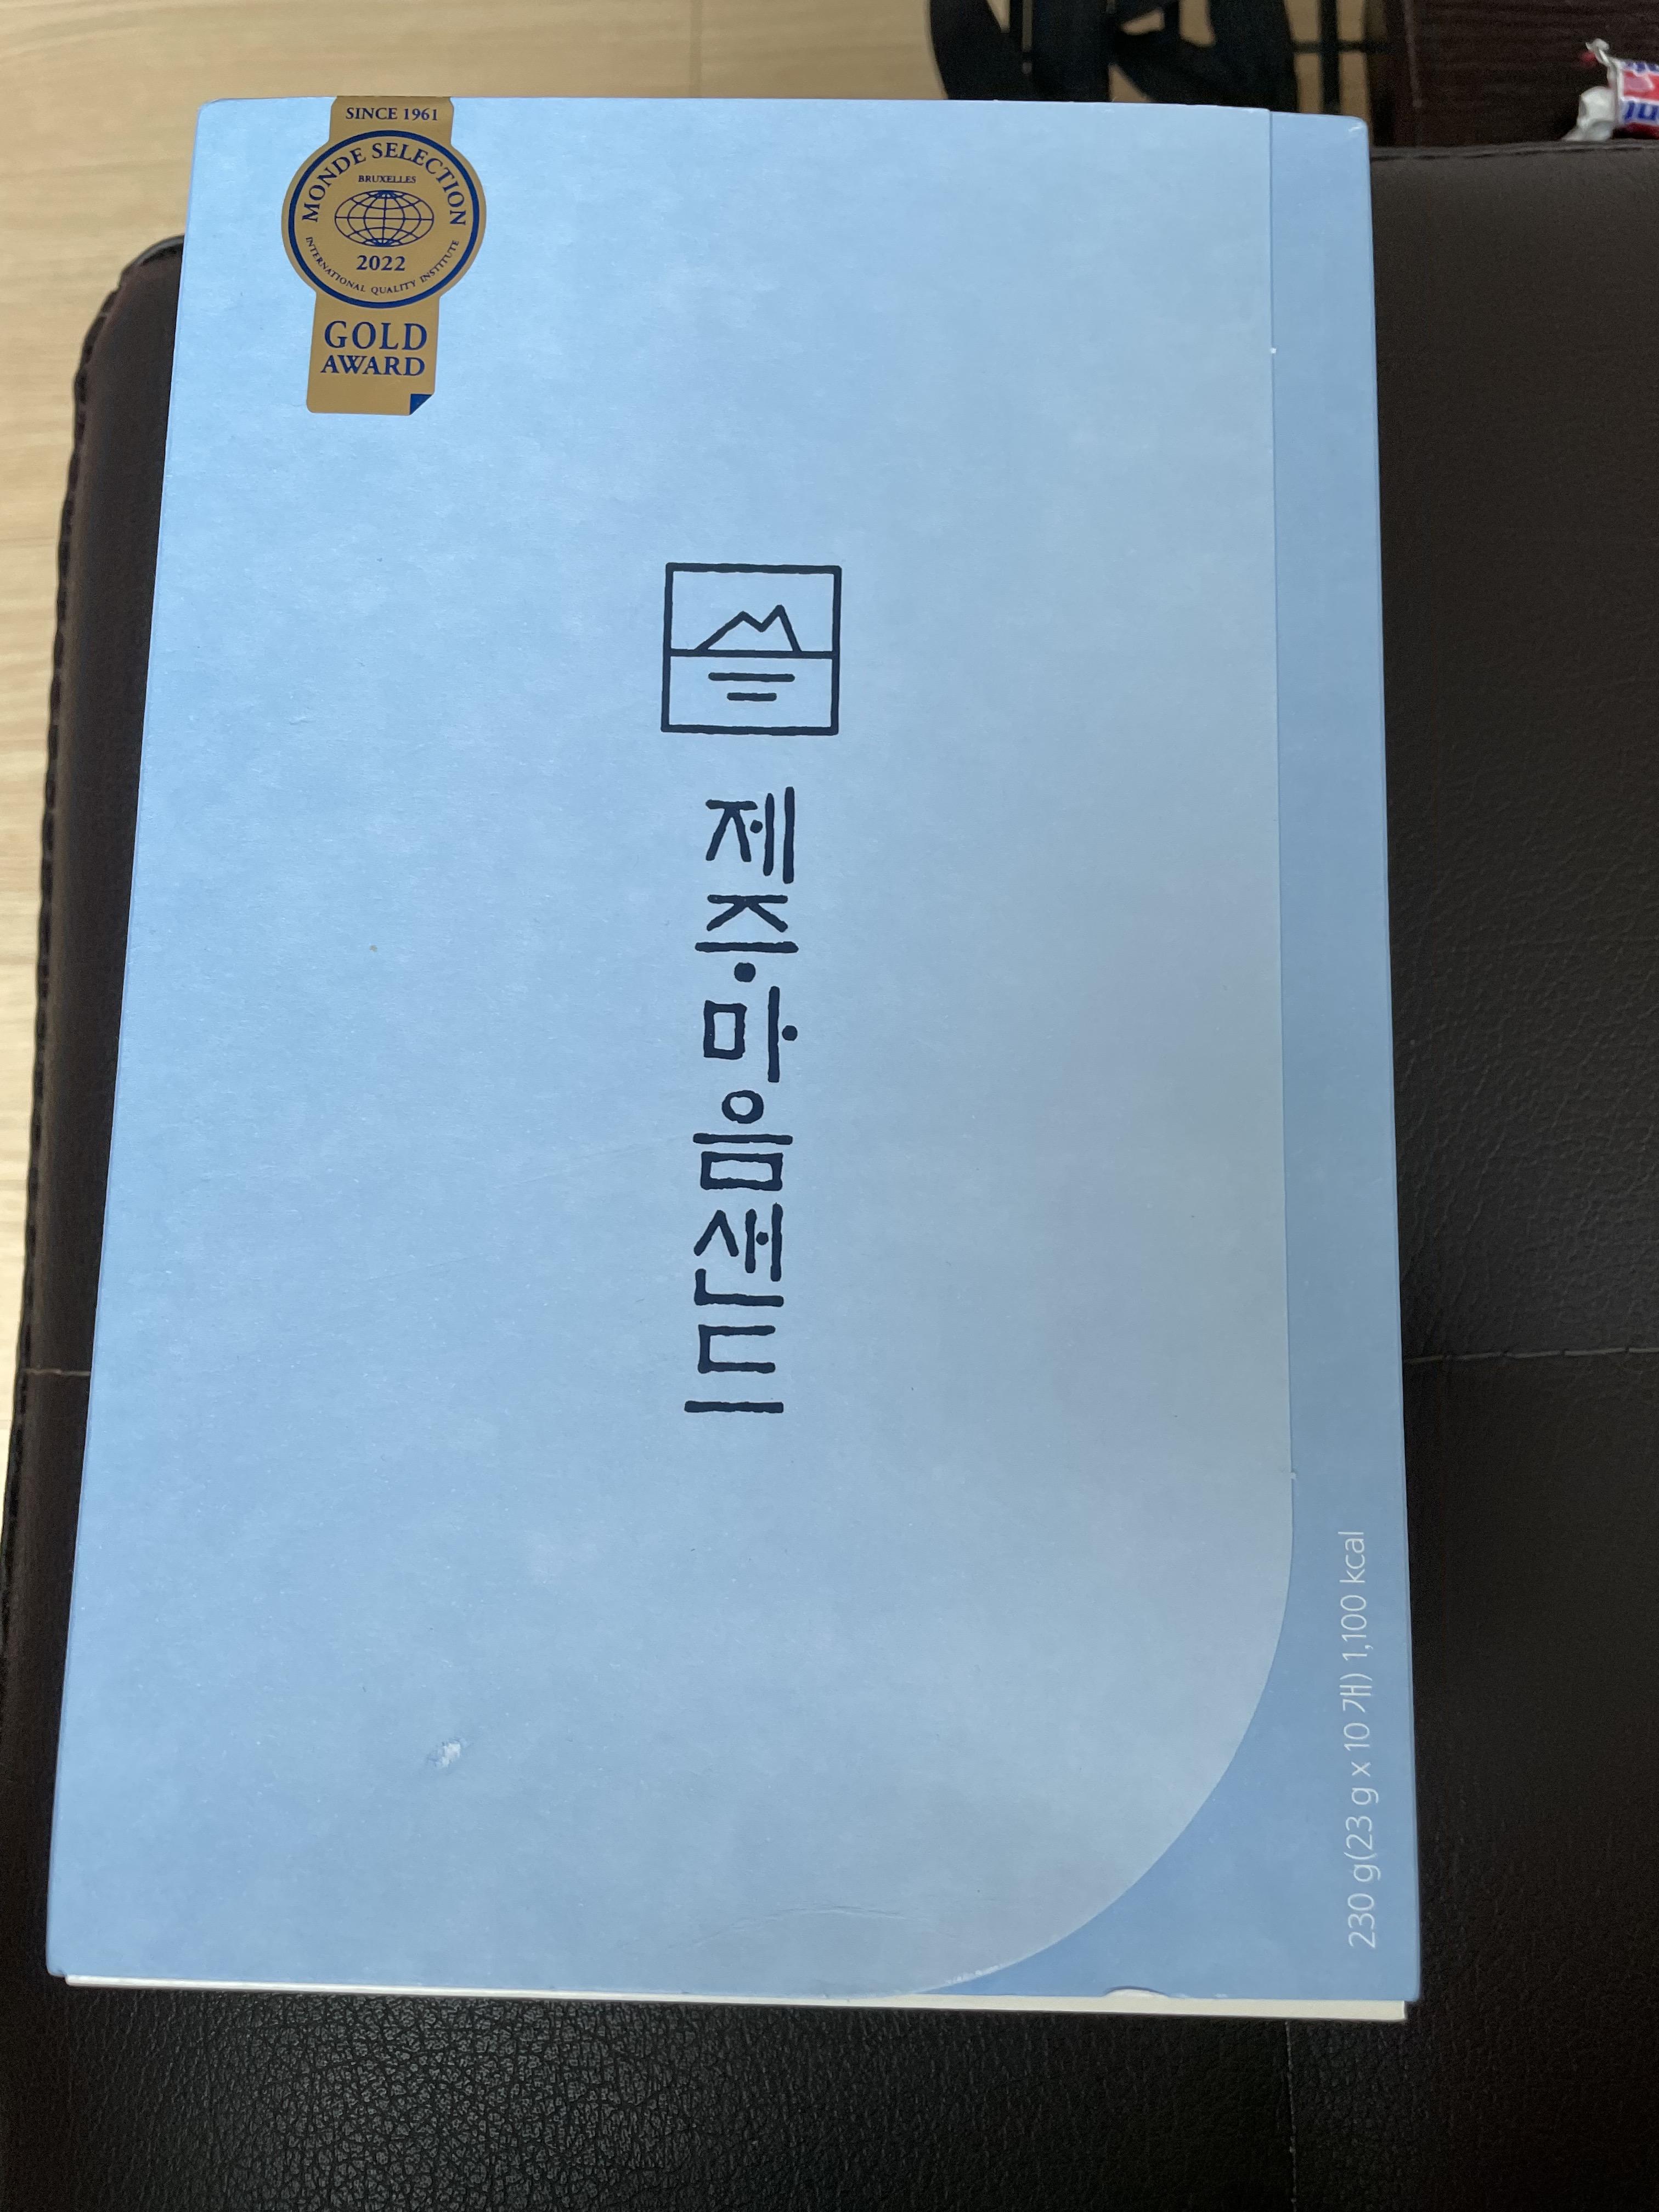 SINCE 1961
MONDE SELECTION
BRUXELLES
2022
INTERNATIONAL QUALITY INSTITUTE
GOLD
AWARD
제주마음샌드
230 g(23 g x 10 개) 1,100 kcal